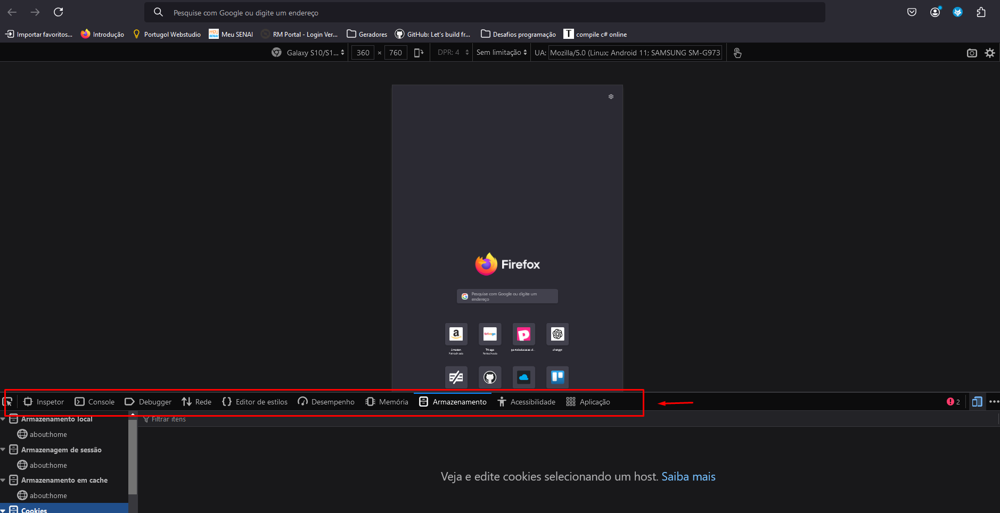 Pesquise com Google ou digite um endereço
Importar favoritos... Introdução Portugol Webstudio Meu SENAI RM Portal - Login Ver... Geradores GitHub: Let's build fr... Desafios programação T compile c# online
Galaxy S10/S1... 360 × 760 DPR: 4 Sem limitação UA: Mozilla/5.0 (Linux; Android 11; SAMSUNG SM-G973
Firefox
Pesquise com Google ou digite um
endereço
Amazon Trivago portaleducacao.d... chatgpt
Patrocinado Patrocinado
Inspetor Console Debugger Rede Editor de estilos Desempenho Memória Armazenamento Acessibilidade Aplicação 2
Armazenamento local Filtrar itens
about:home
Armazenagem de sessão
about:home
Veja e edite cookies selecionando um host. Saiba mais
Armazenamento em cache
about:home
Cookies